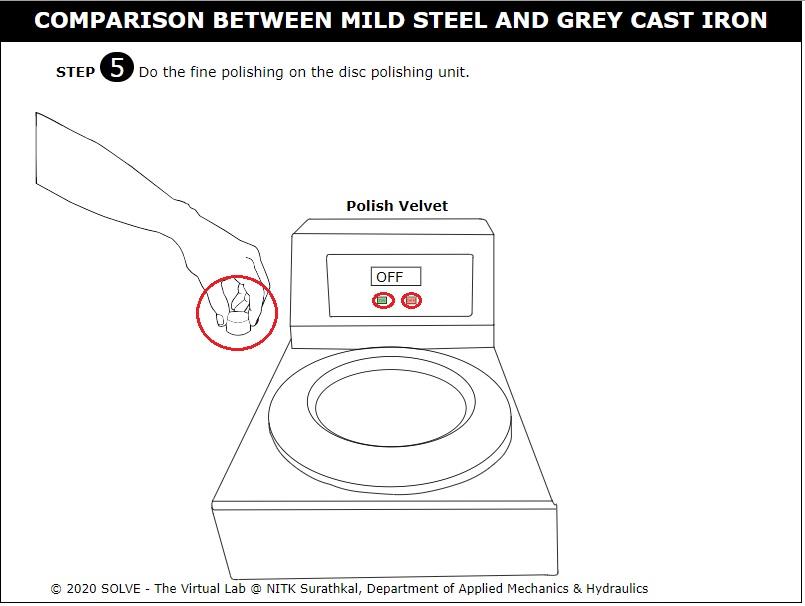 COMPARISON BETWEEN MILD STEEL AND GREY CAST IRON
STEP 5 Do the fine polishing on the disc polishing unit.
Polish Velvet
OFF
© 2020 SOLVE - The Virtual Lab @ NITK Surathkal, Department of Applied Mechanics & Hydraulics